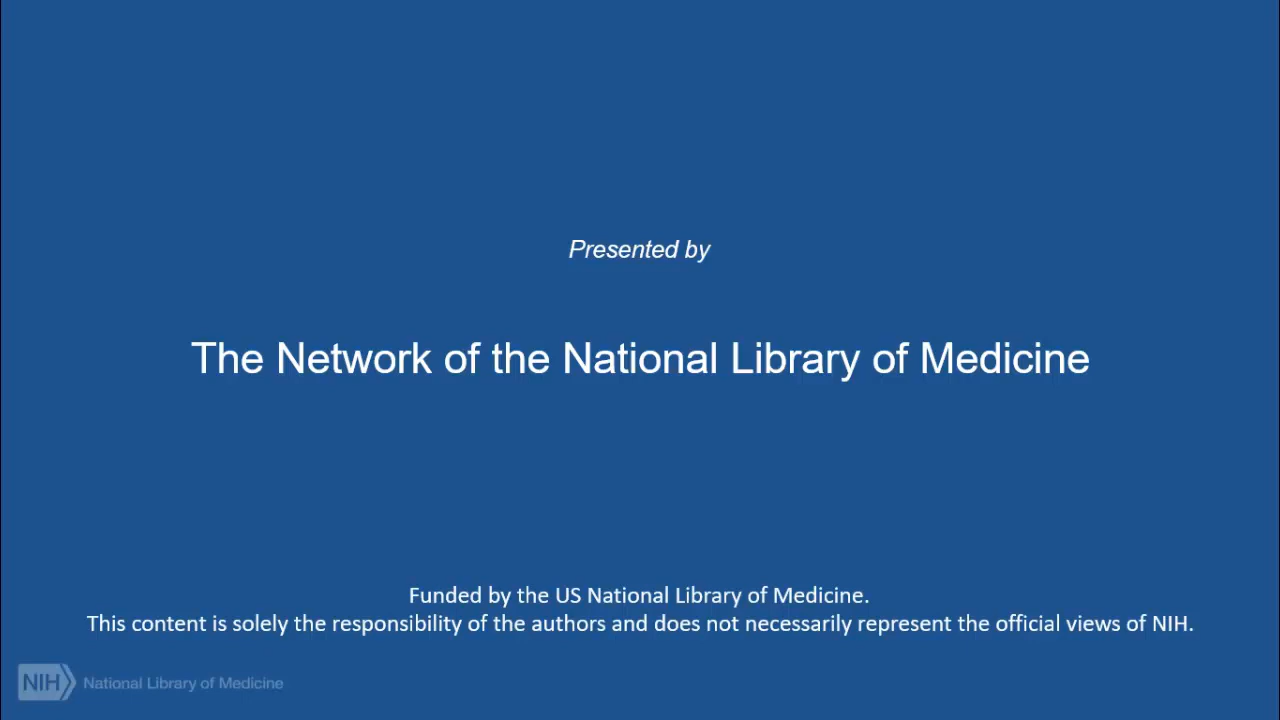 Presented by
The Network of the National Library of Medicine
Funded by the US National Library of Medicine.
This content is solely the responsibility of the authors and does not necessarily represent the official views of NIH.
NIH National Library of Medicine